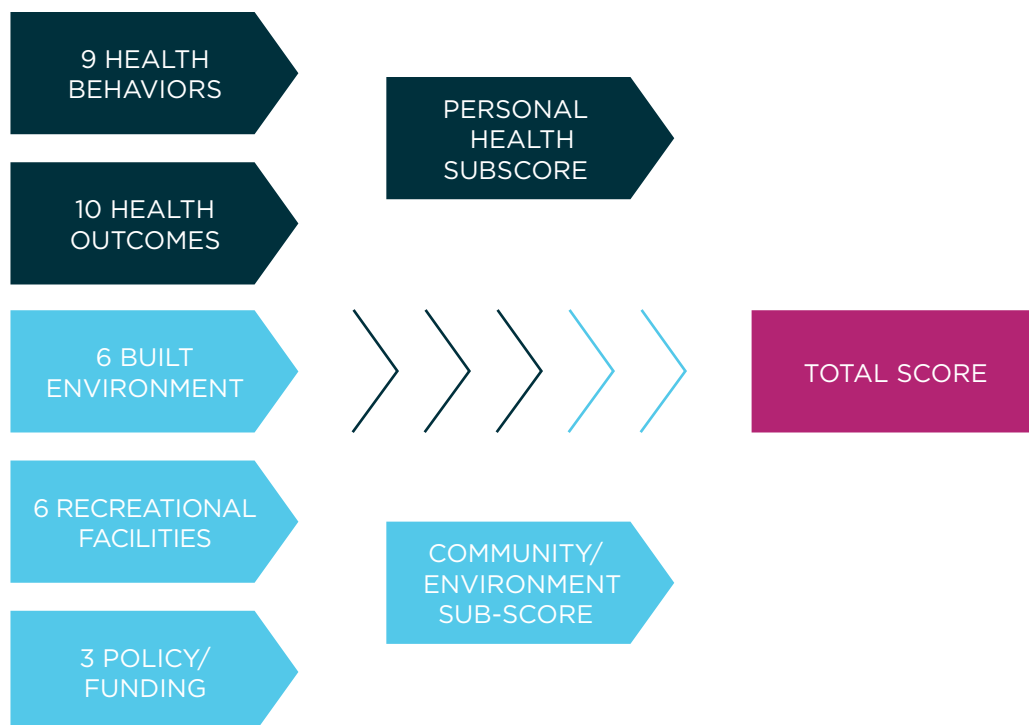 9 HEALTH
BEHAVIORS
10 HEALTH
OUTCOMES
6 BUILT
ENVIRONMENT
6 RECREATIONAL
FACILITIES
3 POLICY/
FUNDING
PERSONAL
HEALTH
SUBSCORE
COMMUNITY/
ENVIRONMENT
SUB-SCORE
TOTAL SCORE